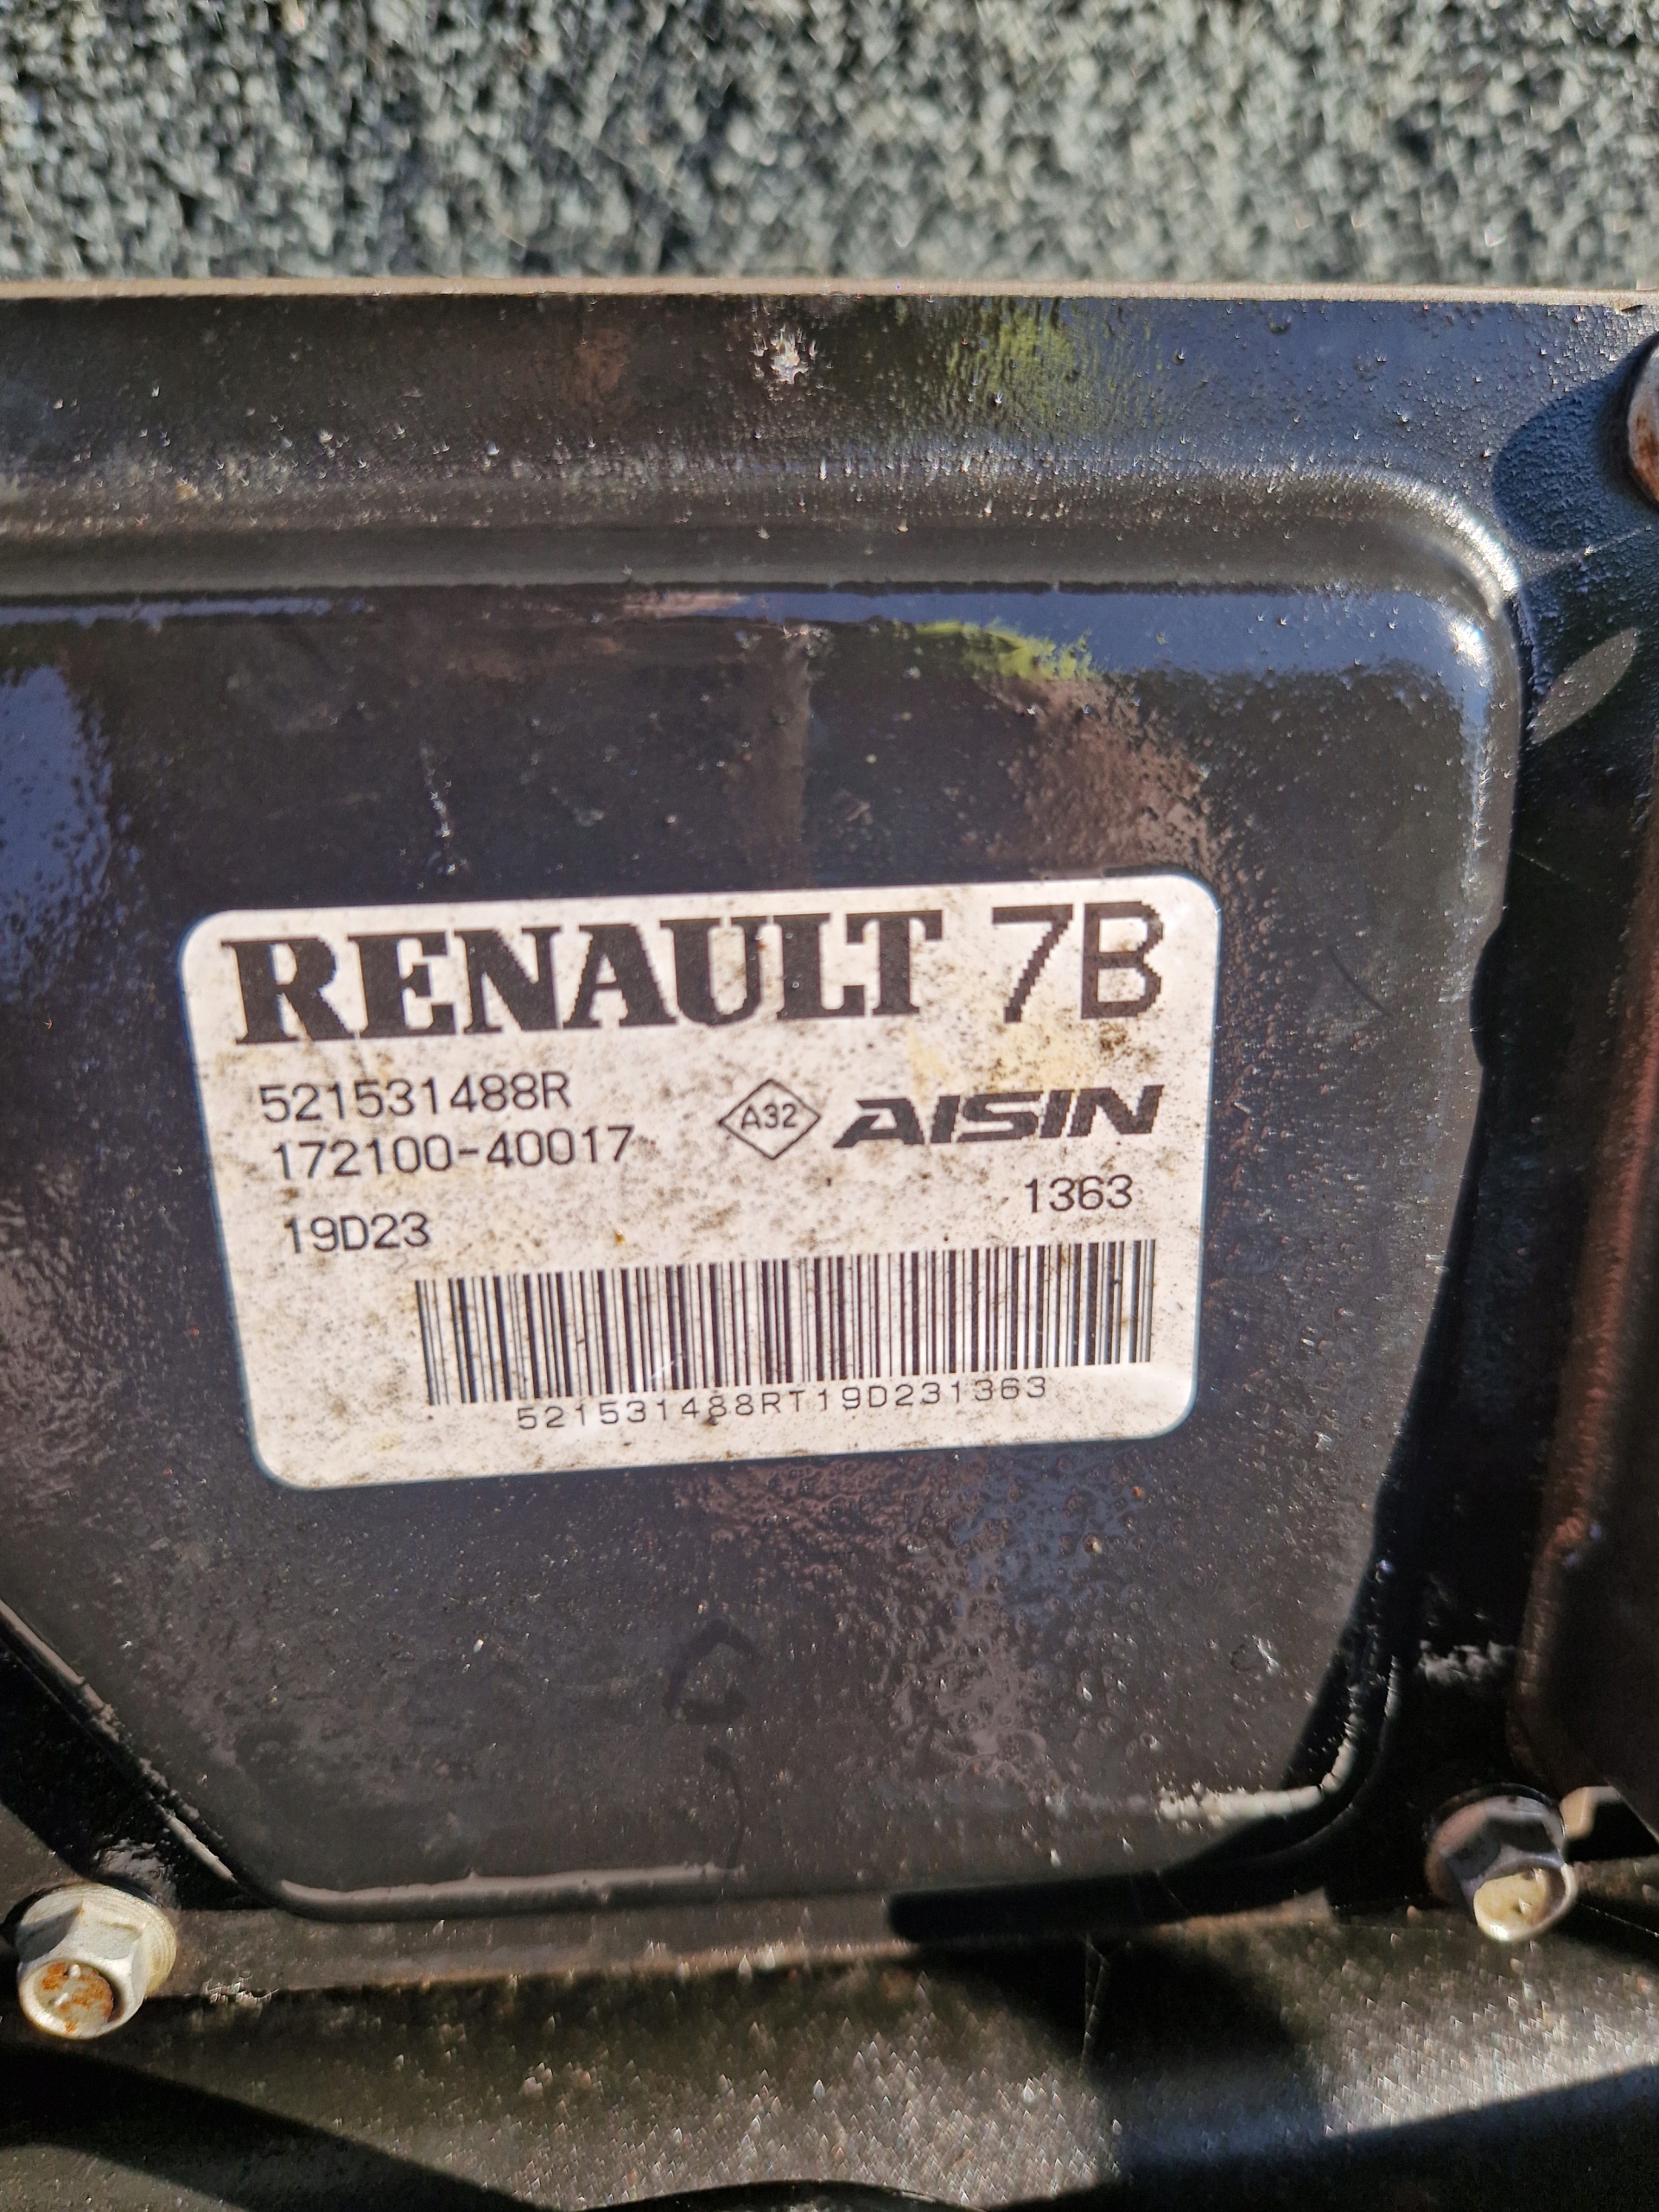 RENAULT 7B
521531488R
A32 AISIN
172100-40017
1363
19D23
521531488RT19D231363